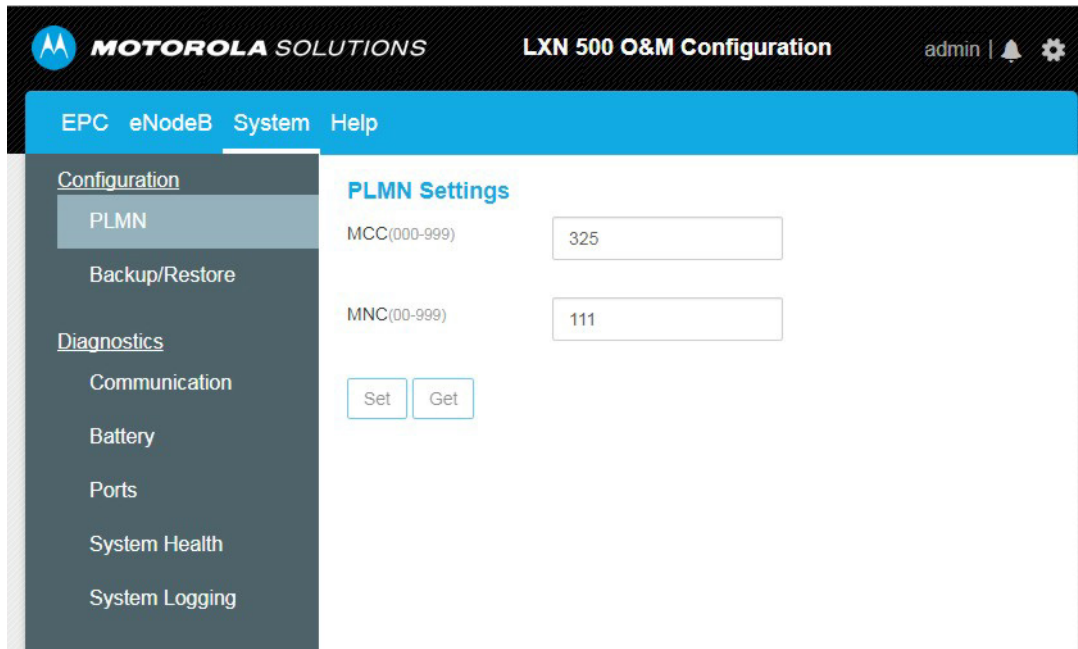 MOTOROLA SOLUTIONS LXN 500 O&M Configuration admin |
EPC eNodeB System Help
Configuration
PLMN
Backup/Restore
Diagnostics
Communication
Battery
Ports
System Health
System Logging
PLMN Settings
MCC(000-999) 325
MNC(00-999) 111
Set Get